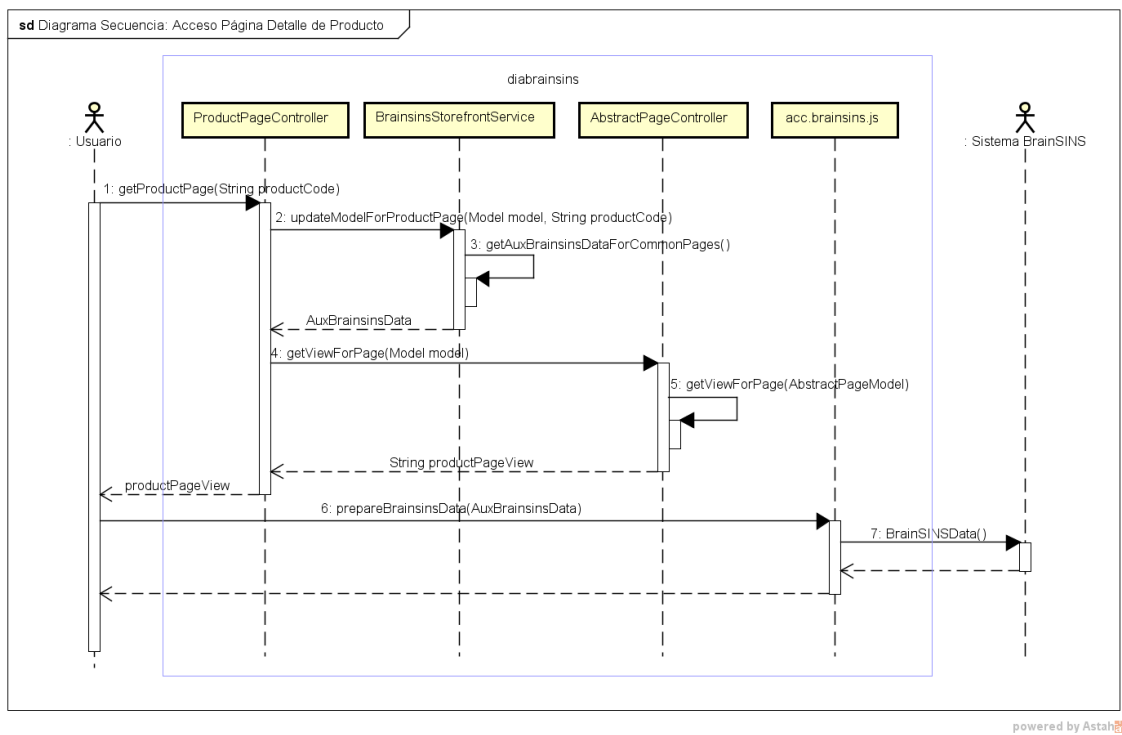 sd Diagrama Secuencia: Acceso Página Detalle de Producto
diabrainsins
ProductPageController
BrainsinsStorefrontService
AbstractPageController
acc.brainsins.js
: Usuario
: Sistema BrainSINS
1: getProductPage(String productCode)
2: updateModelForProductPage(Model model, String productCode)
3: getAuxBrainsinsDataForCommonPages()
AuxBrainsinsData
4: getViewForPage(Model model)
5: getViewForPage(AbstractPageModel)
String productPageView
productPageView
6: prepareBrainsinsData(AuxBrainsinsData)
7: BrainSINSData()
powered by Astah